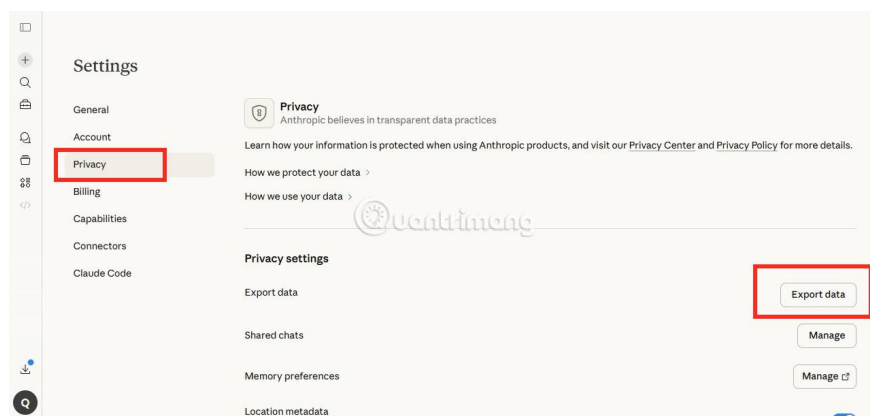 Settings
General
Account
Privacy
Billing
Capabilities
Connectors
Claude Code
Privacy
Anthropic believes in transparent data practices
Learn how your information is protected when using Anthropic products, and visit our Privacy Center and Privacy Policy for more details.
How we protect your data >
How we use your data >
Quantrimang
Privacy settings
Export data
Export data
Shared chats
Manage
Memory preferences
Manage
Location metadata
Q